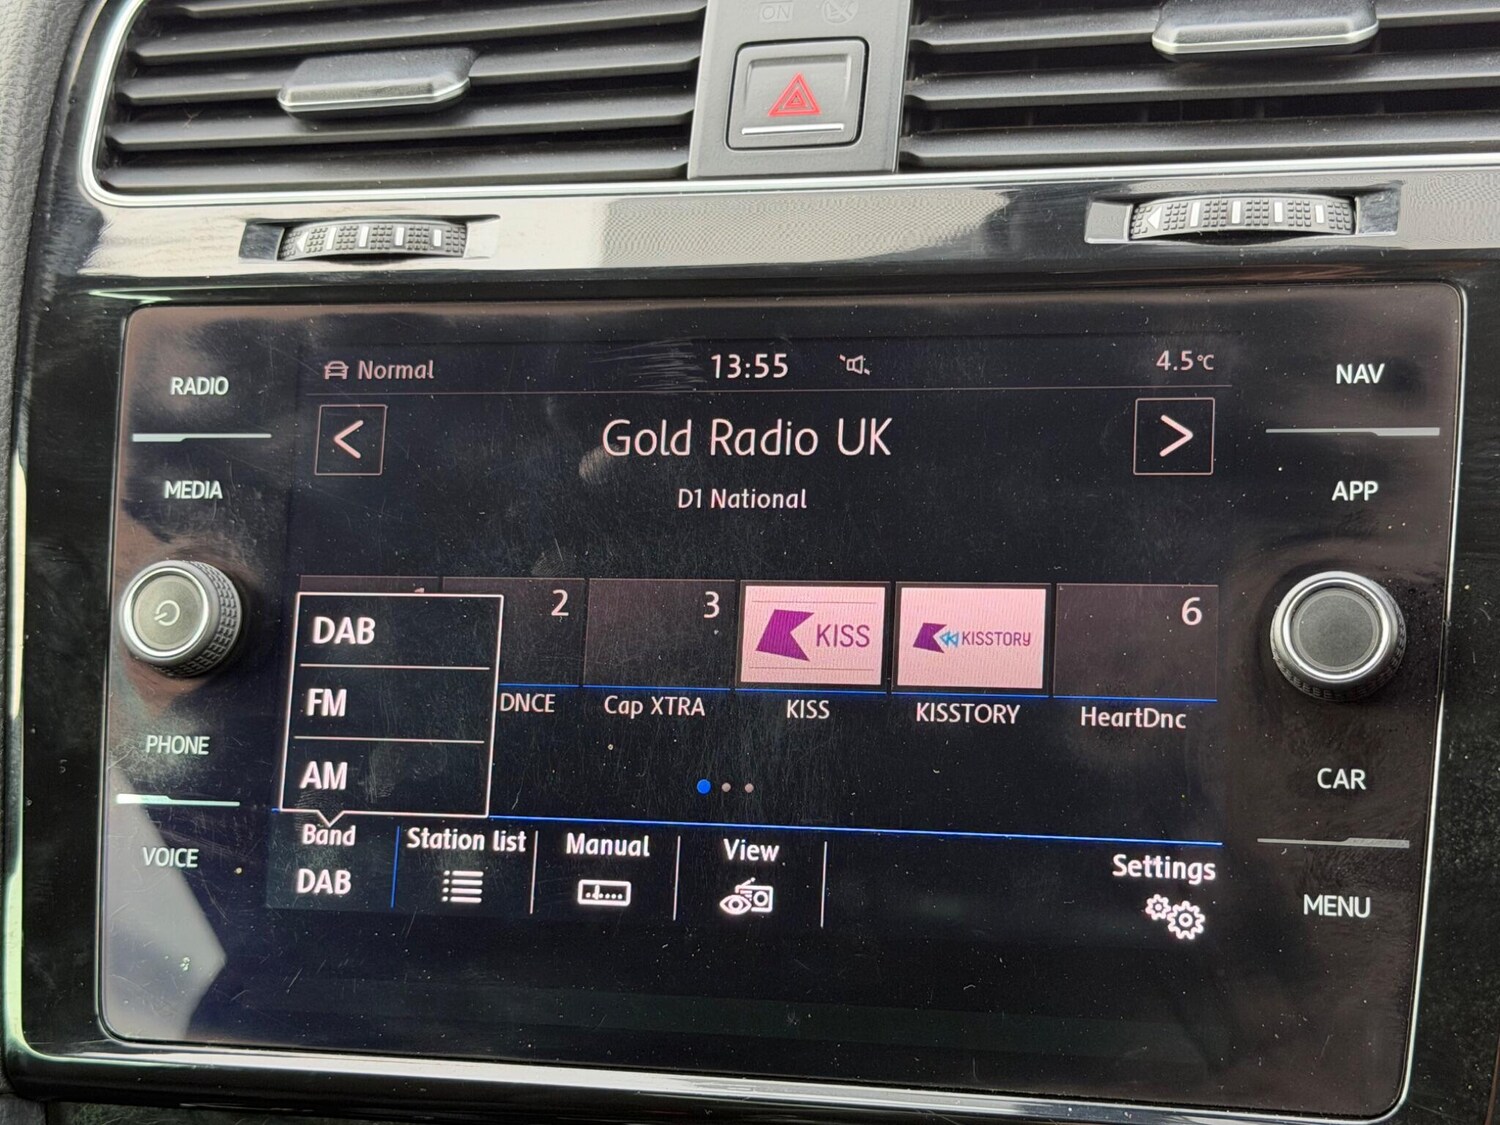 ON
RADIO
MEDIA
PHONE
VOICE
Normal
13:55
4.5°C
Gold Radio UK
D1 National
2
3
6
KISS
KISSTORY
DNCE
Cap XTRA
KISS
KISSTORY
HeartDnc
DAB
FM
AM
Band
DAB
Station list
Manual
View
Settings
NAV
APP
CAR
MENU